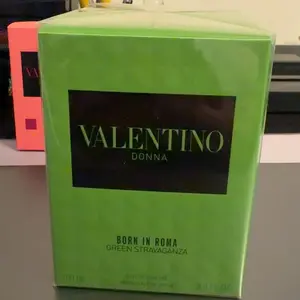 VALENTINO
DONNA
BORN IN ROMA
GREEN STRAVAGANZA